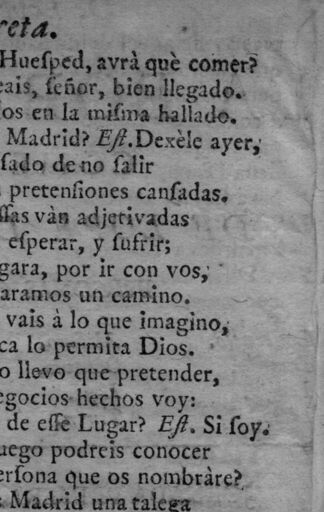 reta.
Hueſped, avrà què comer?
eais, ſeñor, bien llegado.
ios en la miſma hallado.
Madrid? Eſt. Dexèle ayer,
ſado de no ſalir
pretenſiones canſadas.
ſſas vàn adjetivadas
eſperar, y ſufrir;
gara, por ir con vos,
aramos un camino.
vais à lo que imagino,
ca lo permita Dios.
o llevo que pretender,
egocios hechos voy:
de eſſe Lugar? Eſt. Si ſoy.
uego podreis conocer
erſona que os nombràre?
Madrid una talega